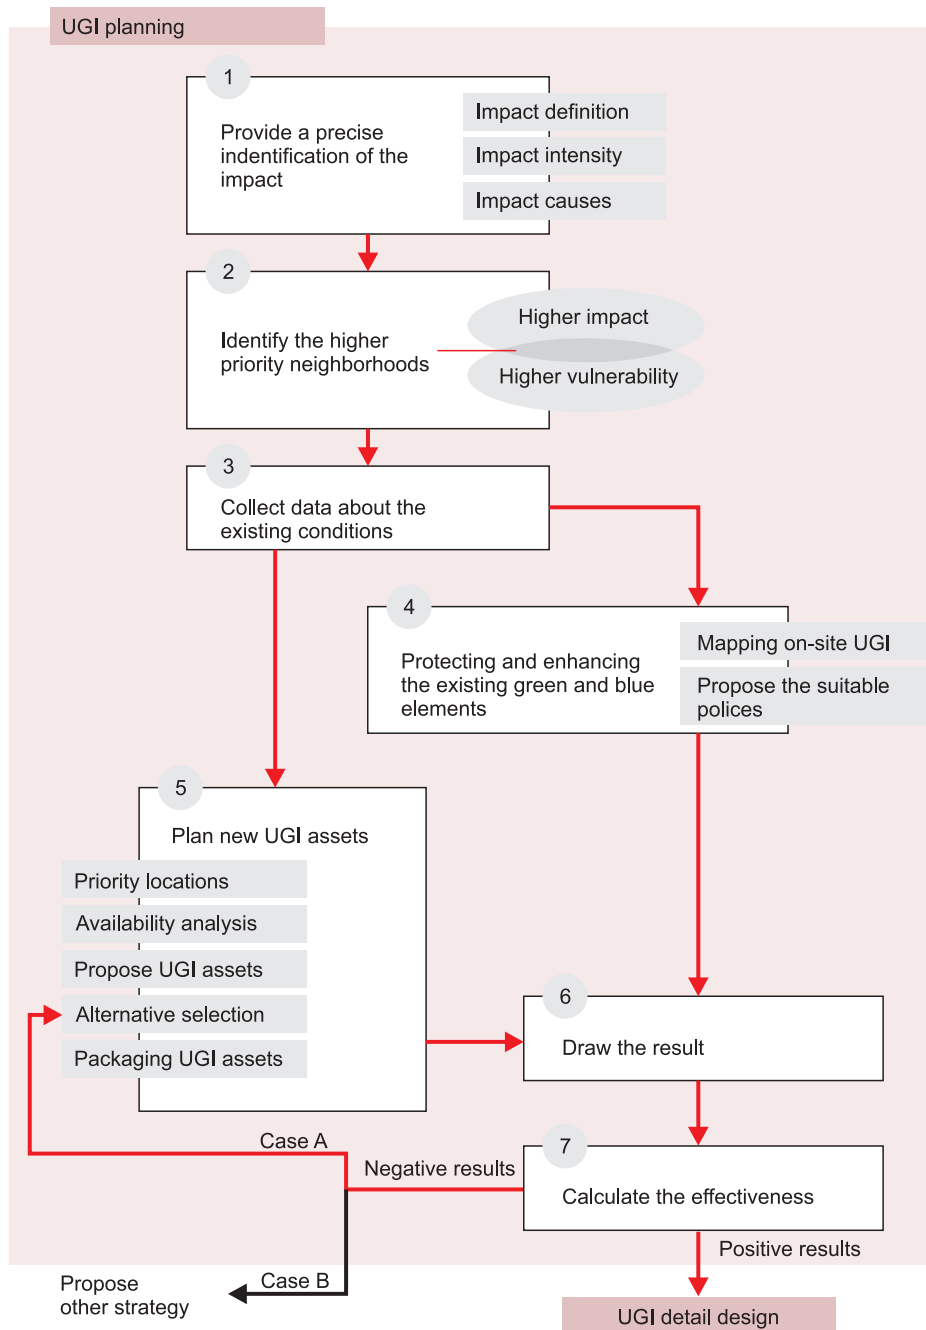 UGI planning
1
Provide a precise
indentification of the
impact
Impact definition
Impact intensity
Impact causes
2
Identify the higher
priority neighborhoods
Higher impact
Higher vulnerability
3
Collect data about the
existing conditions
4
Protecting and enhancing
the existing green and blue
elements
Mapping on-site UGI
Propose the suitable
polices
5
Plan new UGI assets
Priority locations
Availability analysis
Propose UGI assets
Alternative selection
Packaging UGI assets
6
Draw the result
Case A
Negative results
7
Calculate the effectiveness
Positive results
Case B
Propose
other strategy
UGI detail design